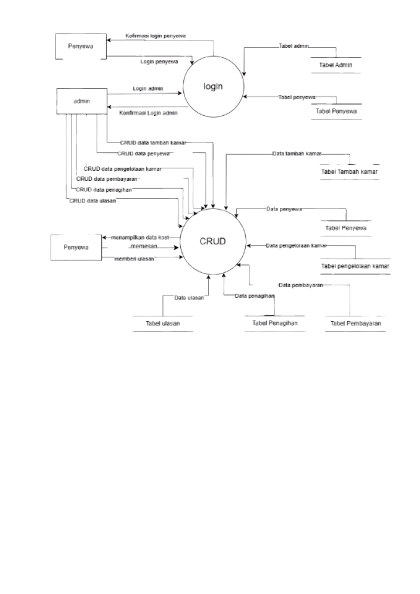 Kofirmasi login penyewa
Penyewa
Login penyewa
Tabel admin
Tabel Admin
login
Login admin
admin
Konfirmasi Login admin
Tabel penyewa
Tabel Penyewa
CRUD data tambah kamar
CRUD data penyewa
CRUD data pengelolaan kamar
CRUD data pembayaran
CRUD data penagihan
CRUD data ulasan
Data tambah kamar
Tabel Tambah kamar
Data penyewa
Tabel Penyewa
menampilkan data kost
Penyewa
memesan
memberi ulasan
CRUD
Data pengelolaan kamar
Tabel pengelolaan kamar
Data pembayaran
Data ulasan
Data penagihan
Tabel ulasan
Tabel Penagihan
Tabel Pembayaran